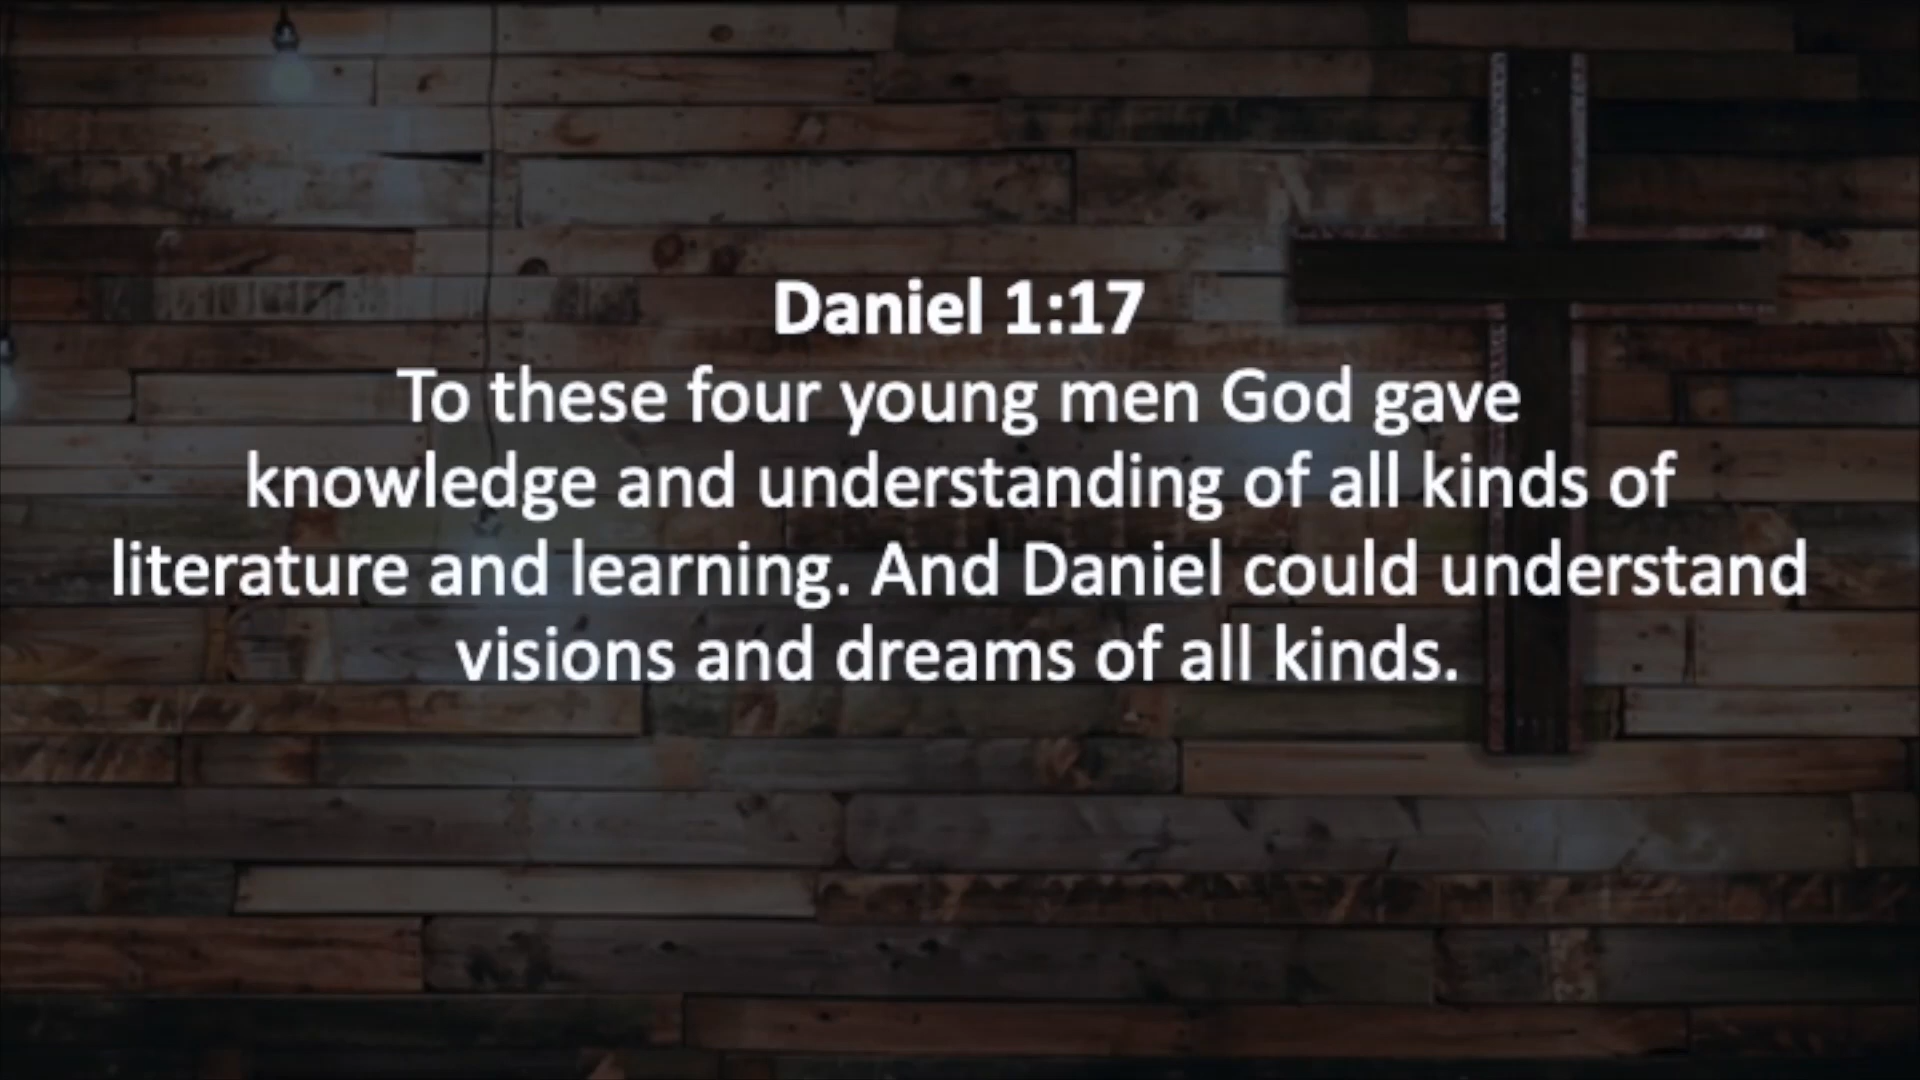 Daniel 1:17
To these four young men God gave
knowledge and understanding of all kinds of
literature and learning. And Daniel could understand
visions and dreams of all kinds.